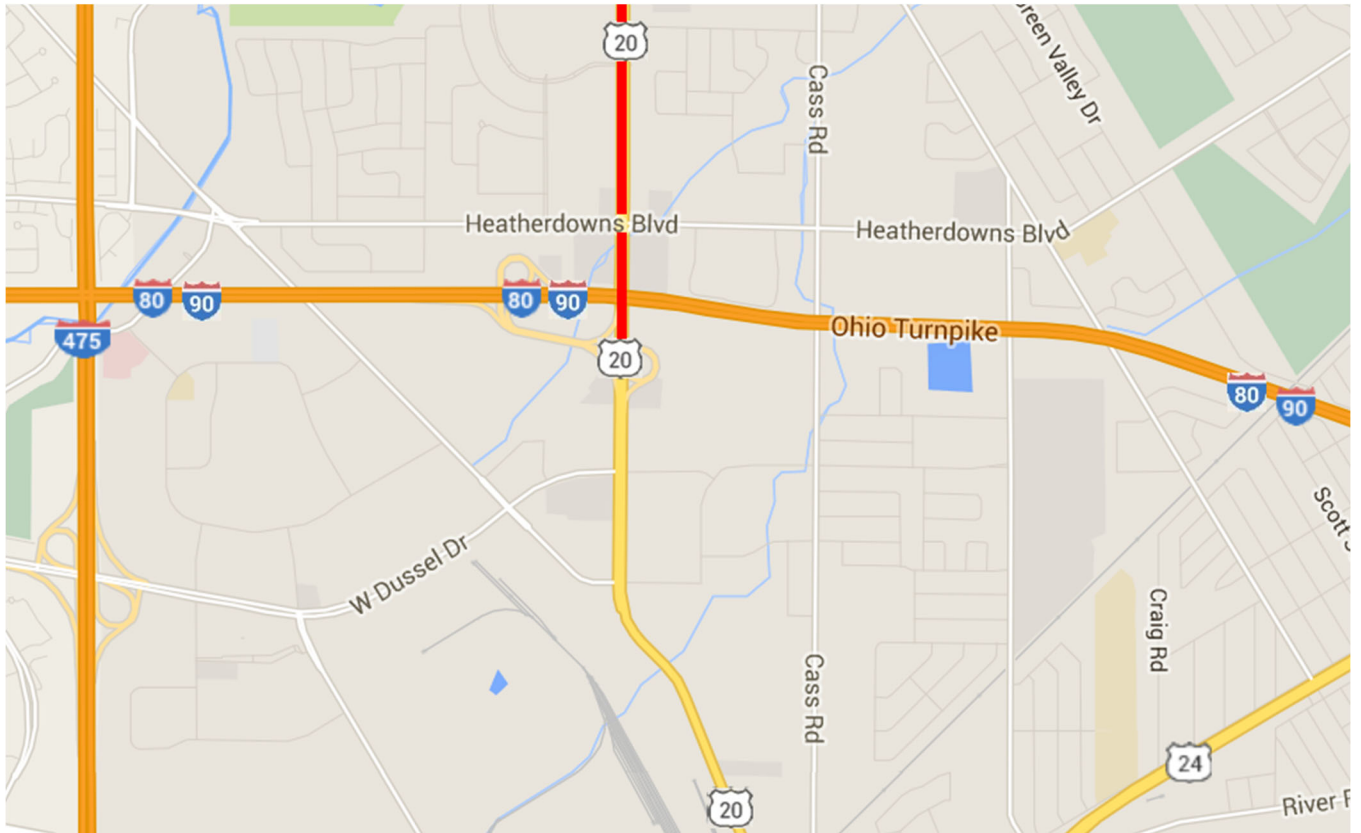 20
Green Valley Dr
Cass Rd
Heatherdowns Blvd
Heatherdowns Blvd
80
90
80
90
475
Ohio Turnpike
20
80
90
Scott
W Dussel Dr
Craig Rd
Cass Rd
24
20
River